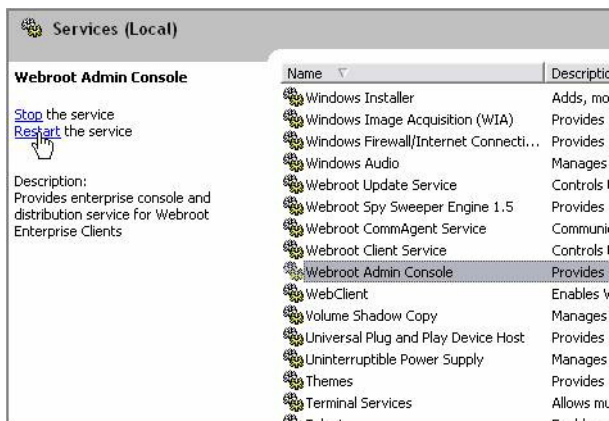 Services (Local)
Webroot Admin Console
Stop the service
Restart the service
Description:
Provides enterprise console and
distribution service for Webroot
Enterprise Clients
Name Descriptio
Windows Installer Adds, mo
Windows Image Acquisition (WIA) Provides
Windows Firewall/Internet Connecti... Provides
Windows Audio Manages
Webroot Update Service Controls
Webroot Spy Sweeper Engine 1.5 Provides
Webroot CommAgent Service Communi
Webroot Client Service Controls
Webroot Admin Console Provides
WebClient Enables
Volume Shadow Copy Manages
Universal Plug and Play Device Host Provides
Uninterruptible Power Supply Manages
Themes Provides
Terminal Services Allows mu